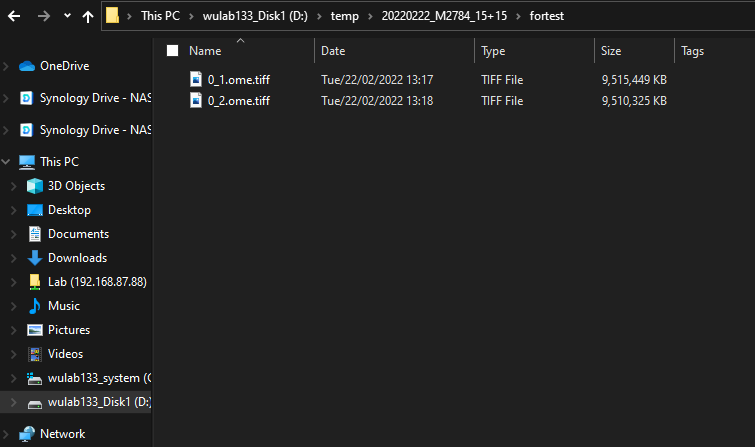 This PC > wulab133_Disk1 (D:) > temp > 20220222_M2784_15+15 > fortest
Name Date Type Size Tags
0_1.ome.tiff Tue/22/02/2022 13:17 TIFF File 9,515,449 KB
0_2.ome.tiff Tue/22/02/2022 13:18 TIFF File 9,510,325 KB
OneDrive
Synology Drive - NAS
Synology Drive - NAS
This PC
3D Objects
Desktop
Documents
Downloads
Lab (192.168.87.88)
Music
Pictures
Videos
wulab133_system (C
wulab133_Disk1 (D:)
Network